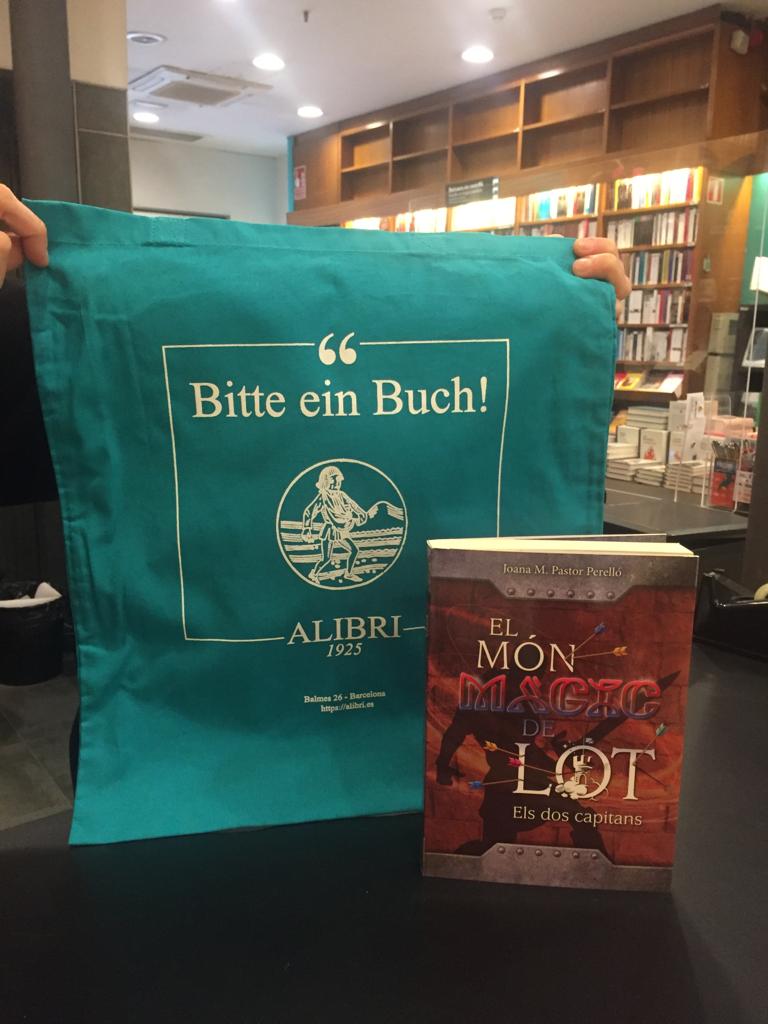 “
Bitte ein Buch!
ALIBRI
1925
Balmes 26 - Barcelona
https://alibri.es
Joana M. Pastor Perelló
EL
MÓN
MAGIC
DE
LOT
Els dos capitans